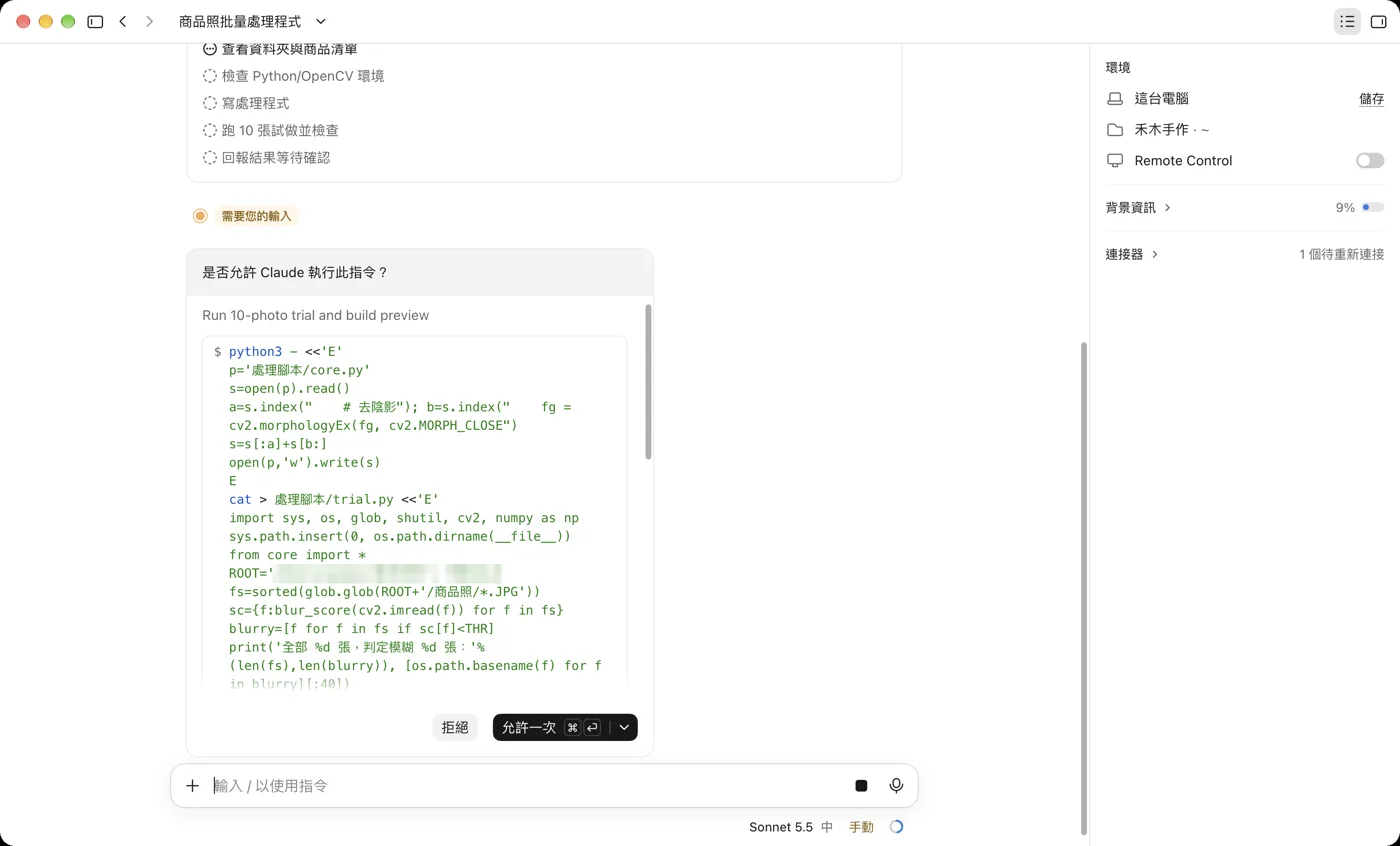 商品照批量處理程式
查看資料夾與商品清單
檢查 Python/OpenCV 環境
寫處理程式
跑 10 張試做並檢查
回報結果等待確認
需要您的輸入
是否允許 Claude 執行此指令？
Run 10-photo trial and build preview
$ python3 - <<'E'
p='處理腳本/core.py'
s=open(p).read()
a=s.index("    # 去陰影"); b=s.index("    fg =
cv2.morphologyEx(fg, cv2.MORPH_CLOSE")
s=s[:a]+s[b:]
open(p,'w').write(s)
E
cat > 處理腳本/trial.py <<'E'
import sys, os, glob, shutil, cv2, numpy as np
sys.path.insert(0, os.path.dirname(__file__))
from core import *
ROOT='
fs=sorted(glob.glob(ROOT+'/商品照/*.JPG'))
sc={f:blur_score(cv2.imread(f)) for f in fs}
blurry=[f for f in fs if sc[f]<THR]
print('全部 %d 張，判定模糊 %d 張：'%
(len(fs),len(blurry)), [os.path.basename(f) for f
in blurry][:40])
拒絕
允許一次 ⌘ ↩
輸入 / 以使用指令
Sonnet 5.5 中 手動
環境
這台電腦 儲存
禾木手作 · ~
Remote Control
背景資訊 9%
連接器 1 個待重新連接